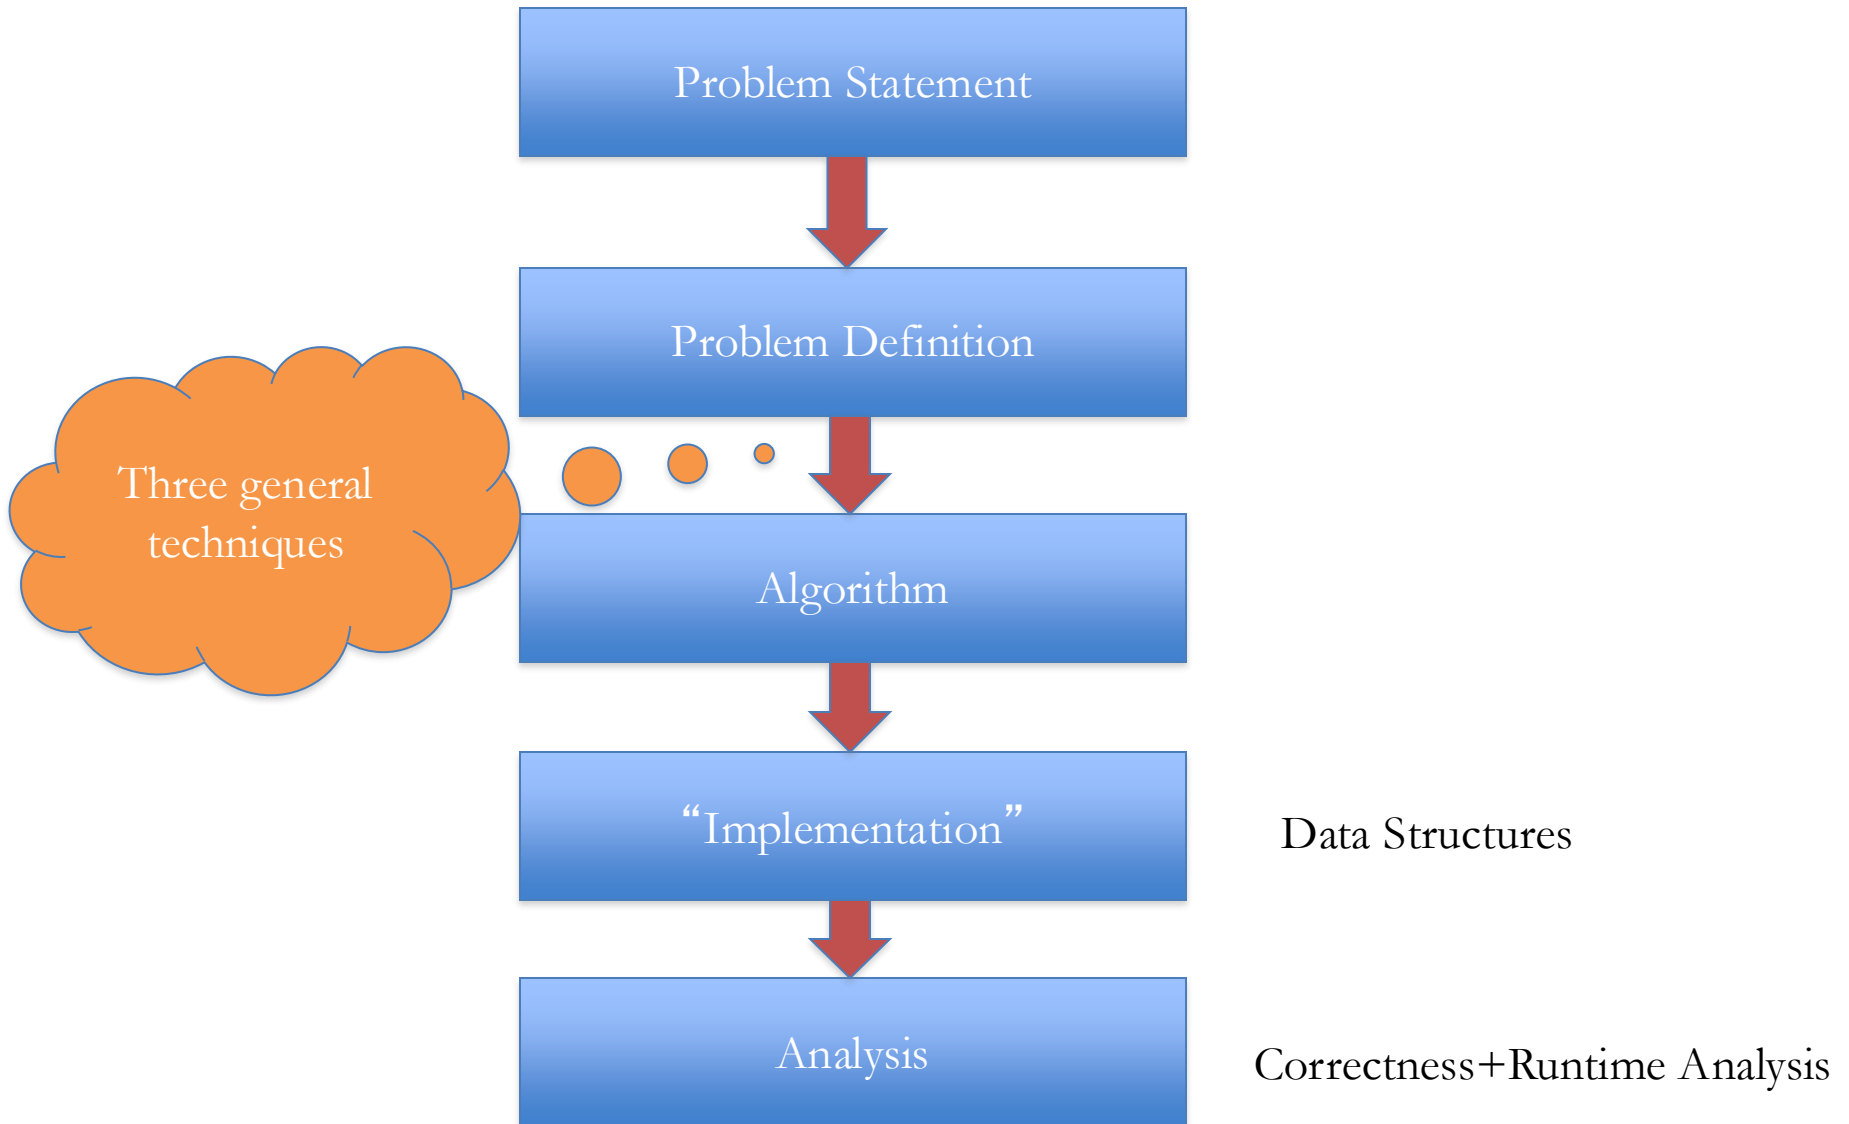 Problem Statement
Problem Definition
Three general
techniques
Algorithm
“Implementation”
Data Structures
Analysis
Correctness+Runtime Analysis